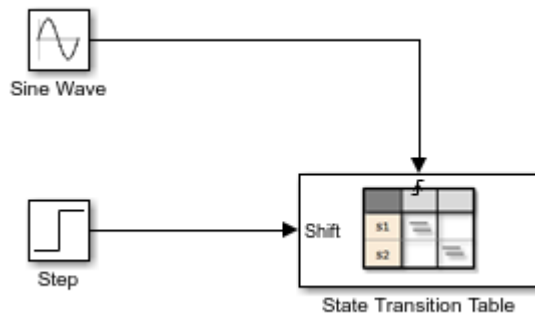 Sine Wave
Step
Shift
s1
s2
State Transition Table